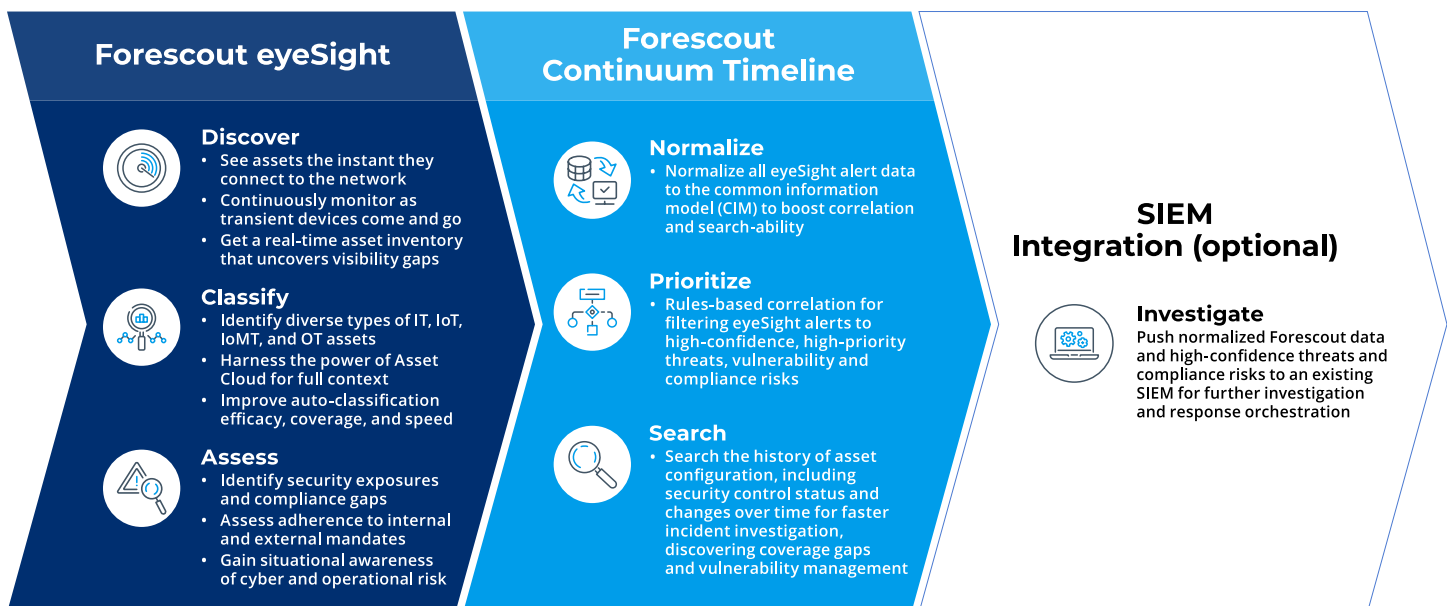 Forescout eyeSight
Discover
• See assets the instant they
connect to the network
• Continuously monitor as
transient devices come and go
• Get a real-time asset inventory
that uncovers visibility gaps
Classify
• Identify diverse types of IT, IoT,
IoMT, and OT assets
• Harness the power of Asset
Cloud for full context
• Improve auto-classification
efficacy, coverage, and speed
Assess
• Identify security exposures
and compliance gaps
• Assess adherence to internal
and external mandates
• Gain situational awareness
of cyber and operational risk
Forescout
Continuum Timeline
Normalize
• Normalize all eyeSight alert data
to the common information
model (CIM) to boost correlation
and search-ability
Prioritize
• Rules-based correlation for
filtering eyeSight alerts to
high-confidence, high-priority
threats, vulnerability and
compliance risks
Search
• Search the history of asset
configuration, including
security control status and
changes over time for faster
incident investigation,
discovering coverage gaps
and vulnerability management
SIEM
Integration (optional)
Investigate
Push normalized Forescout data
and high-confidence threats and
compliance risks to an existing
SIEM for further investigation
and response orchestration